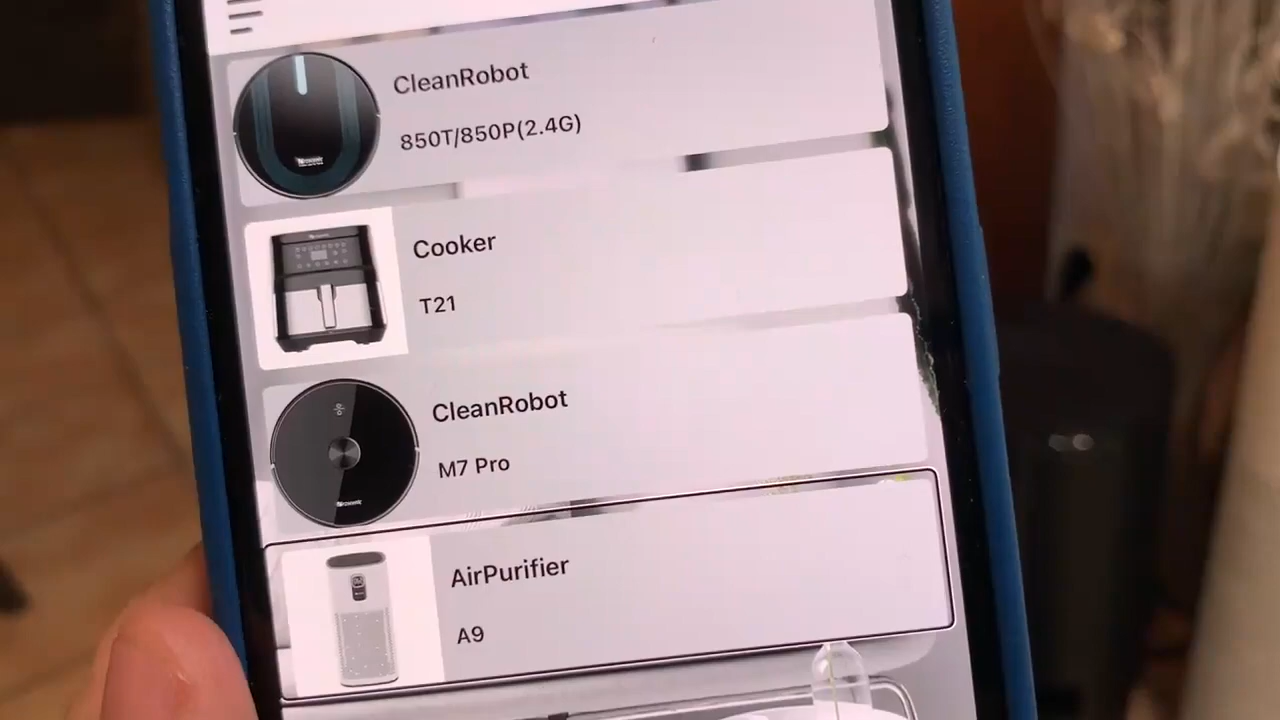 CleanRobot
850T/850P(2.4G)
Cooker
T21
CleanRobot
M7 Pro
AirPurifier
A9